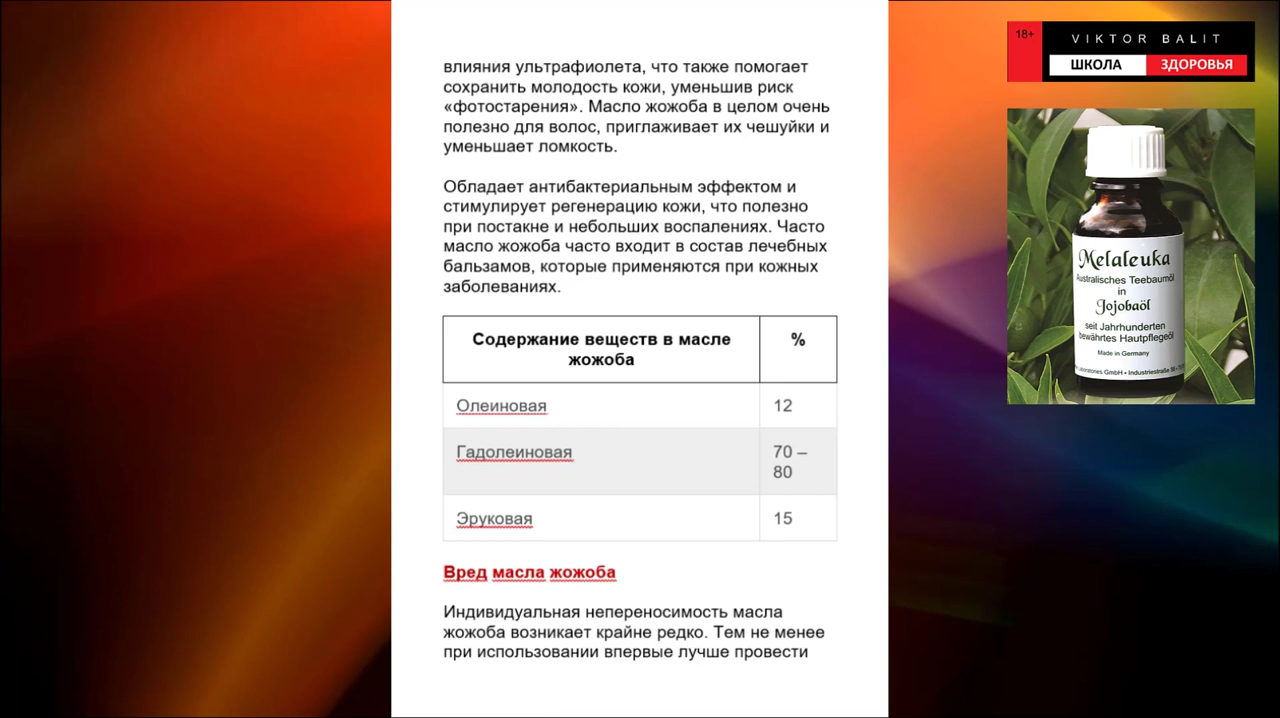 влияния ультрафиолета, что также помогает
сохранить молодость кожи, уменьшив риск
«фотостарения». Масло жожоба в целом очень
полезно для волос, приглаживает их чешуйки и
уменьшает ломкость.
Обладает антибактериальным эффектом и
стимулирует регенерацию кожи, что полезно
при постакне и небольших воспалениях. Часто
масло жожоба часто входит в состав лечебных
бальзамов, которые применяются при кожных
заболеваниях.
Содержание веществ в масле
жожоба
%
Олеиновая
12
Гадолеиновая
70 –
80
Эруковая
15
Вред масла жожоба
Индивидуальная непереносимость масла
жожоба возникает крайне редко. Тем не менее
при использовании впервые лучше провести
18+
VIKTOR BALIT
ШКОЛА
ЗДОРОВЬЯ
Melaleuka
Australisches Teebaumöl
in
Jojobaöl
seit Jahrhunderten
bewährtes Hautpflegeöl
Made in Germany
Laboratories GmbH • Industriestraße